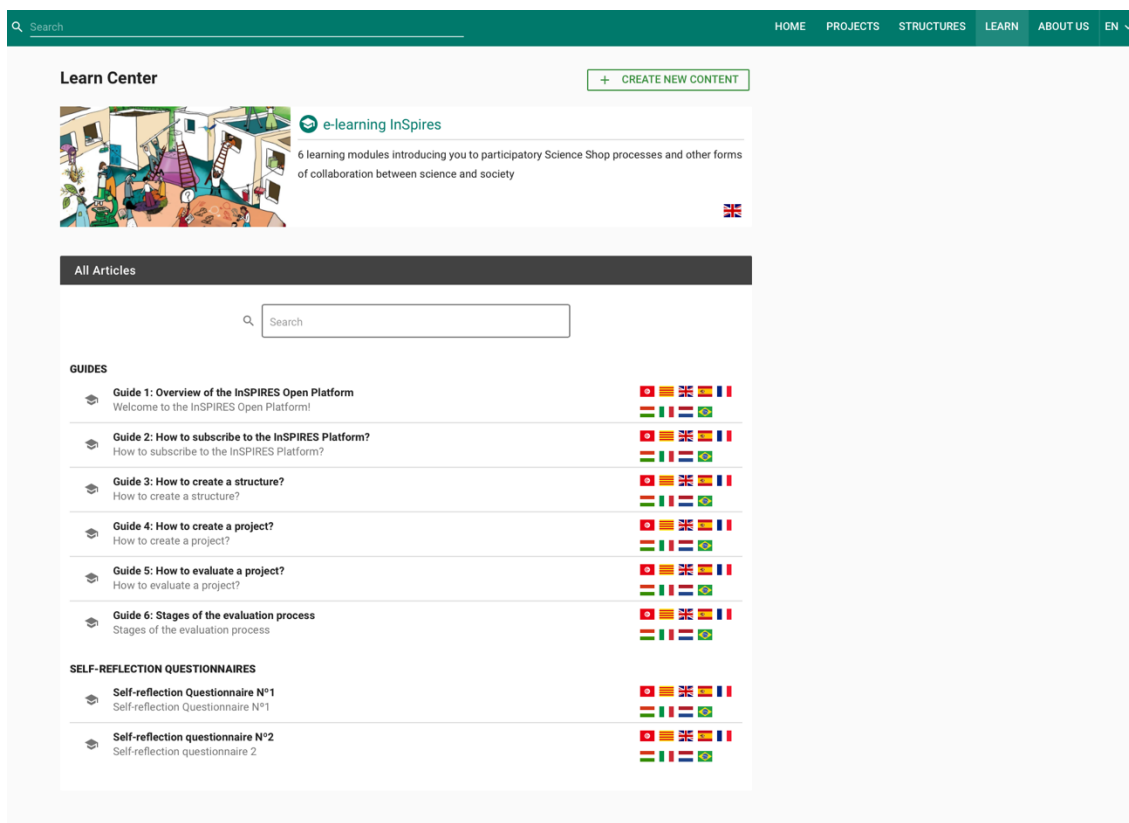 Search
HOME PROJECTS STRUCTURES LEARN ABOUT US EN
Learn Center
+ CREATE NEW CONTENT
e-learning InSpires
6 learning modules introducing you to participatory Science Shop processes and other forms
of collaboration between science and society
?
All Articles
Search
GUIDES
Guide 1: Overview of the InSPIRES Open Platform
Welcome to the InSPIRES Open Platform!
Guide 2: How to subscribe to the InSPIRES Platform?
How to subscribe to the InSPIRES Platform?
Guide 3: How to create a structure?
How to create a structure?
Guide 4: How to create a project?
How to create a project?
Guide 5: How to evaluate a project?
How to evaluate a project?
Guide 6: Stages of the evaluation process
Stages of the evaluation process
SELF-REFLECTION QUESTIONNAIRES
Self-reflection Questionnaire Nº1
Self-reflection Questionnaire Nº1
Self-reflection questionnaire Nº2
Self-reflection questionnaire 2